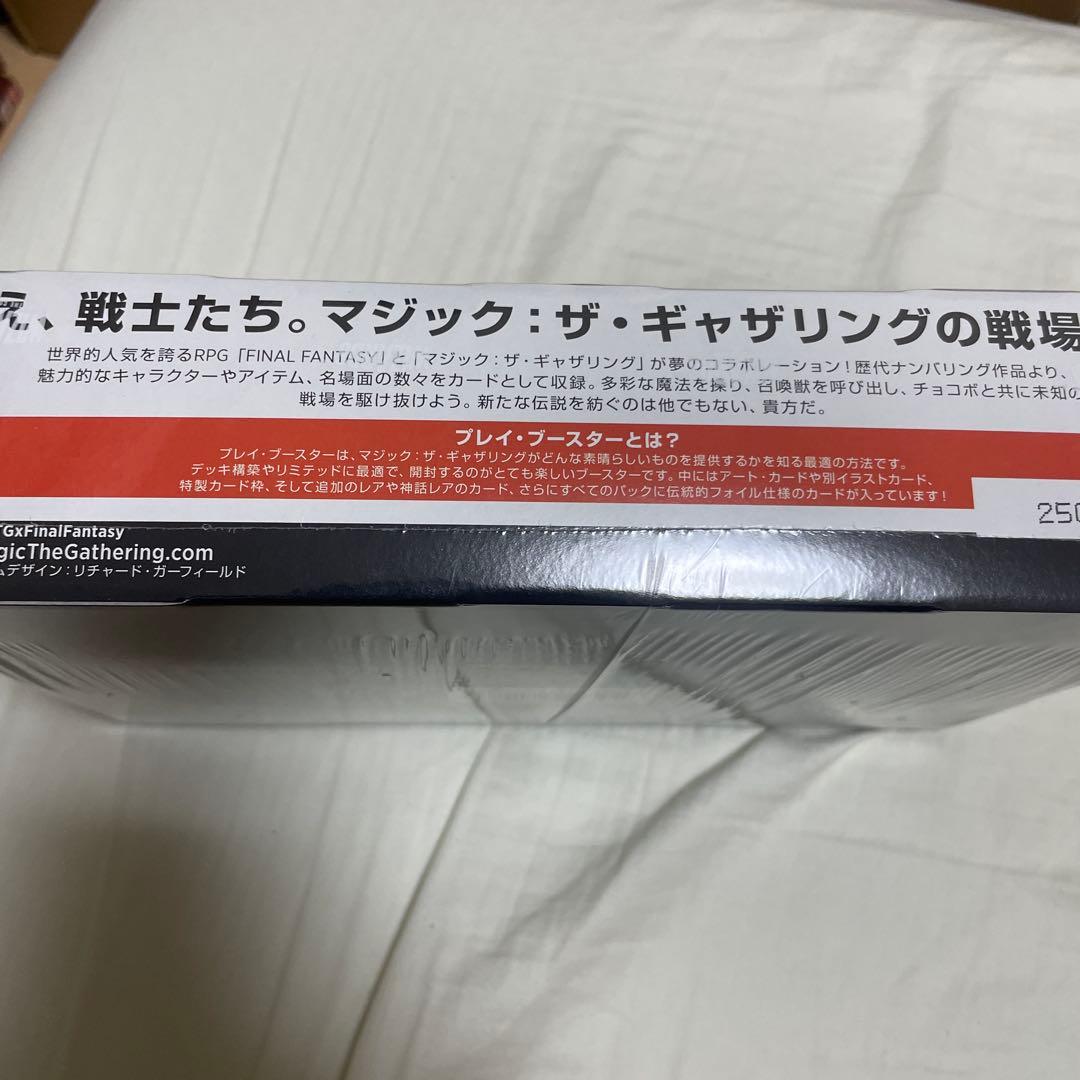 、戦士たち。マジック：ザ・ギャザリングの戦場
世界的人気を誇るRPG「FINAL FANTASY」と「マジック：ザ・ギャザリング」が夢のコラボレーション！歴代ナンバリング作品より、
魅力的なキャラクターやアイテム、名場面の数々をカードとして収録。多彩な魔法を操り、召喚獣を呼び出し、チョコボと共に未知の
戦場を駆け抜けよう。新たな伝説を紡ぐのは他でもない、貴方だ。
プレイ・ブースターとは？
プレイ・ブースターは、マジック：ザ・ギャザリングがどんな素晴らしいものを提供するかを知る最適の方法です。
デッキ構築やリミテッドに最適で、開封するのがとても楽しいブースターです。中にはアート・カードや別イラストカード、
特製カード枠、そして追加のレアや神話レアのカード、さらにすべてのパックに伝統的フォイル仕様のカードが入っています！
250
TGxFinalFantasy
gicTheGathering.com
ムデザイン：リチャード・ガーフィールド